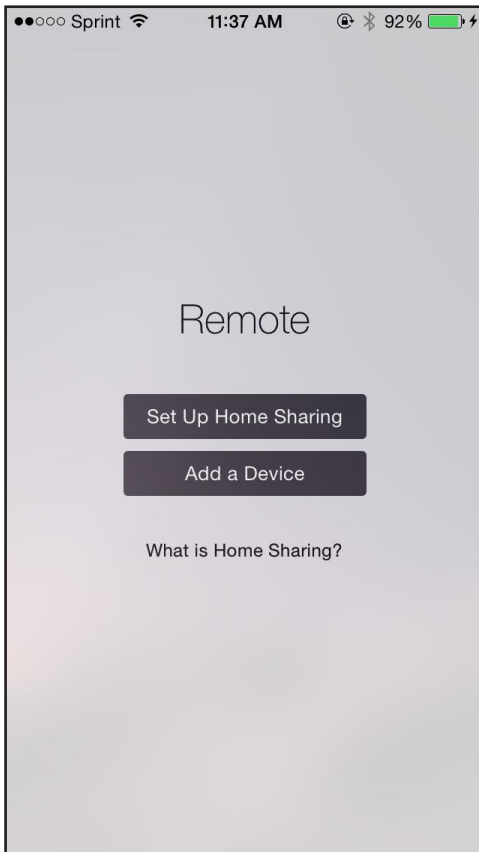 Sprint 11:37 AM 92%
Remote
Set Up Home Sharing
Add a Device
What is Home Sharing?